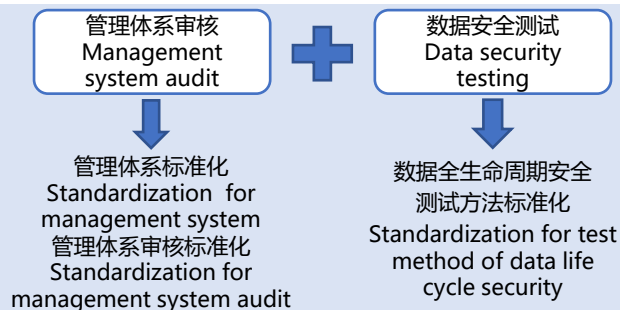 管理体系审核
Management
system audit
数据安全测试
Data security
testing
管理体系标准化
Standardization for
management system
管理体系审核标准化
Standardization for
management system audit
数据全生命周期安全
测试方法标准化
Standardization for test
method of data life
cycle security